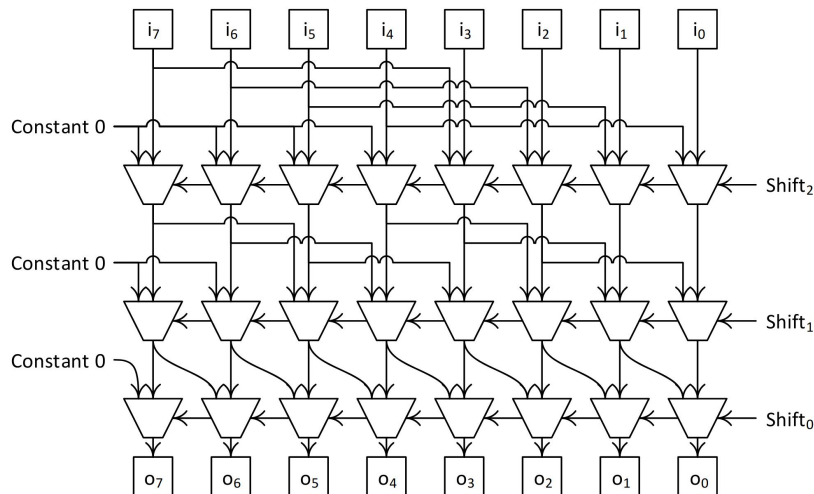 i₇ i₆ i₅ i₄ i₃ i₂ i₁ i₀
Constant 0
Shift₂
Constant 0
Shift₁
Constant 0
Shift₀
o₇ o₆ o₅ o₄ o₃ o₂ o₁ o₀